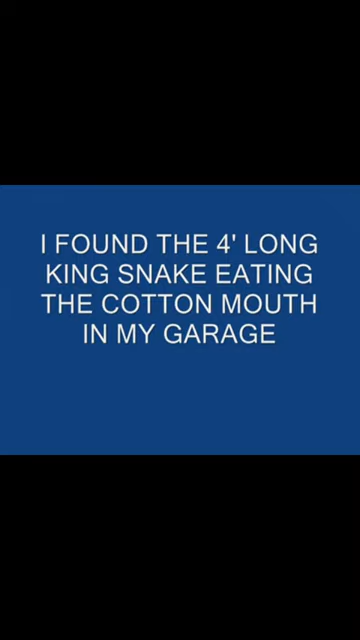 I FOUND THE 4' LONG
KING SNAKE EATING
THE COTTON MOUTH
IN MY GARAGE